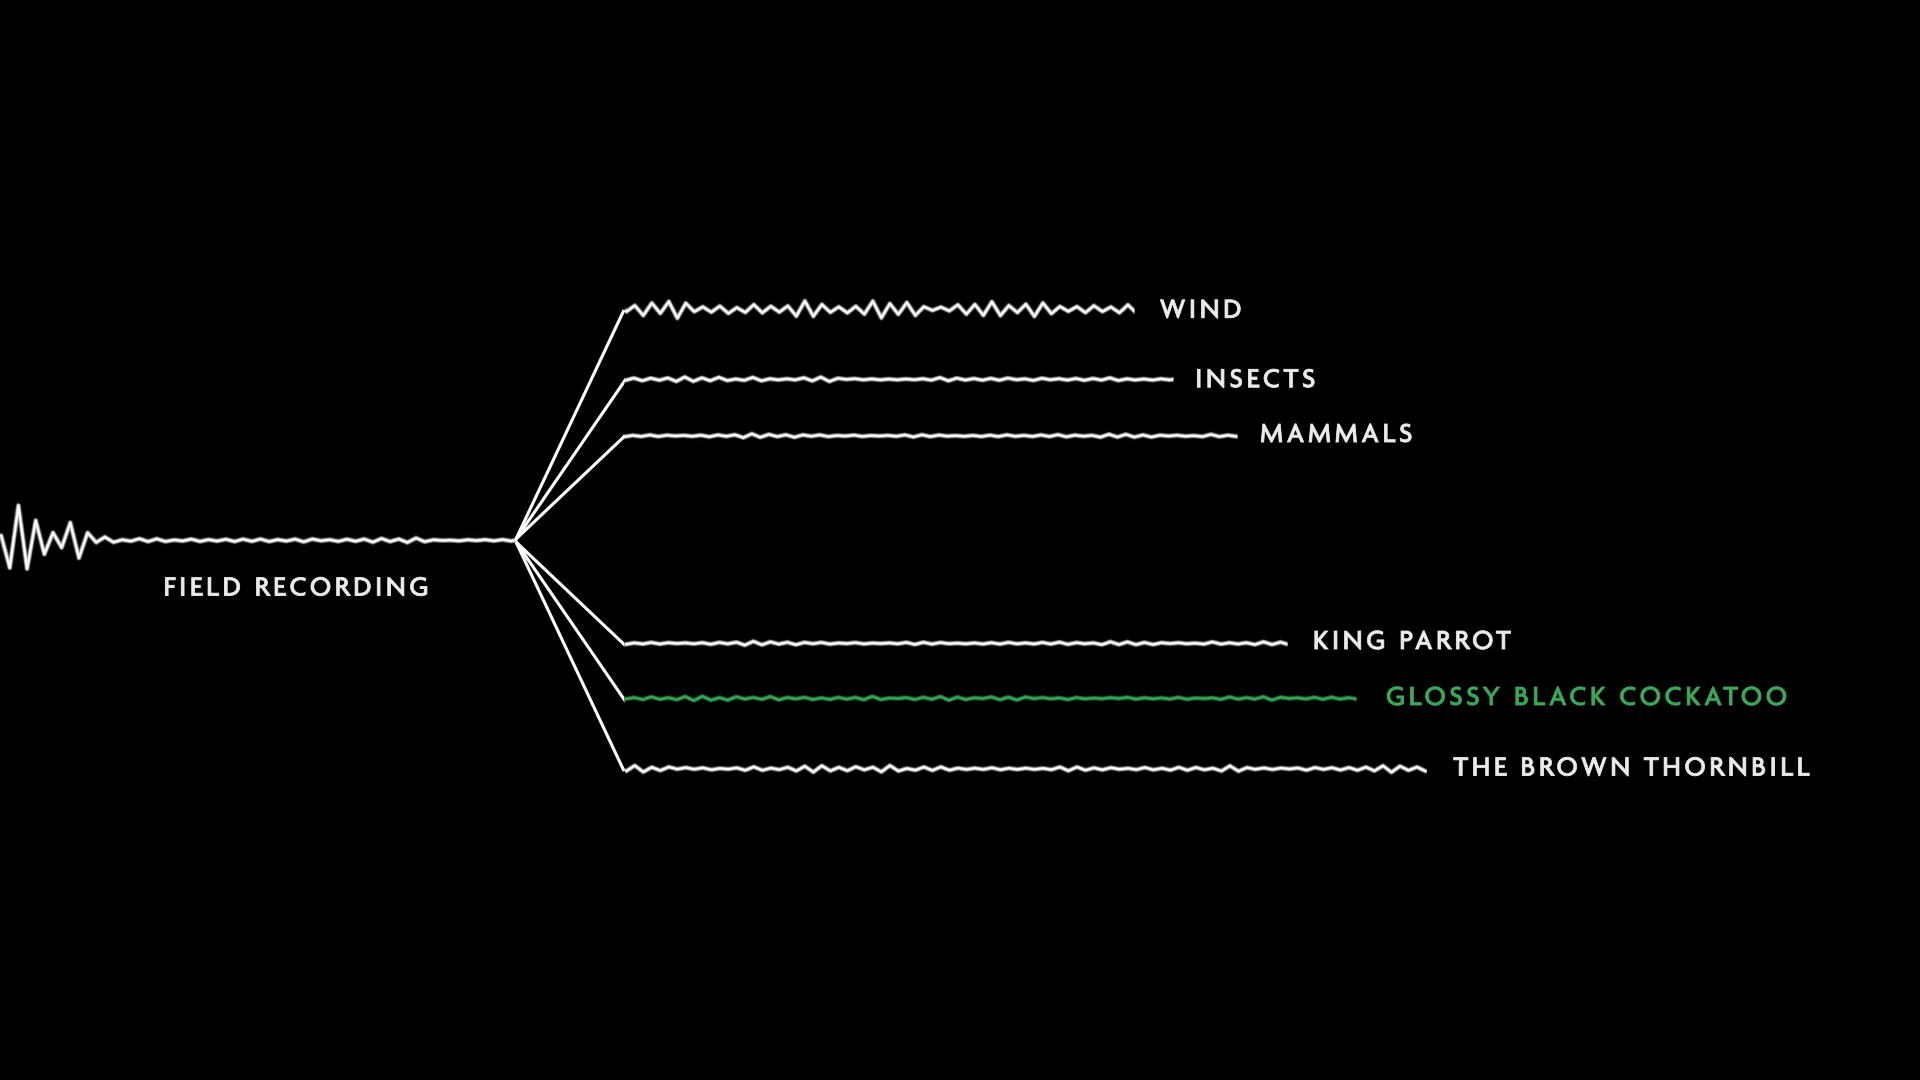 WIND
INSECTS
MAMMALS
FIELD RECORDING
KING PARROT
GLOSSY BLACK COCKATOO
THE BROWN THORNBILL